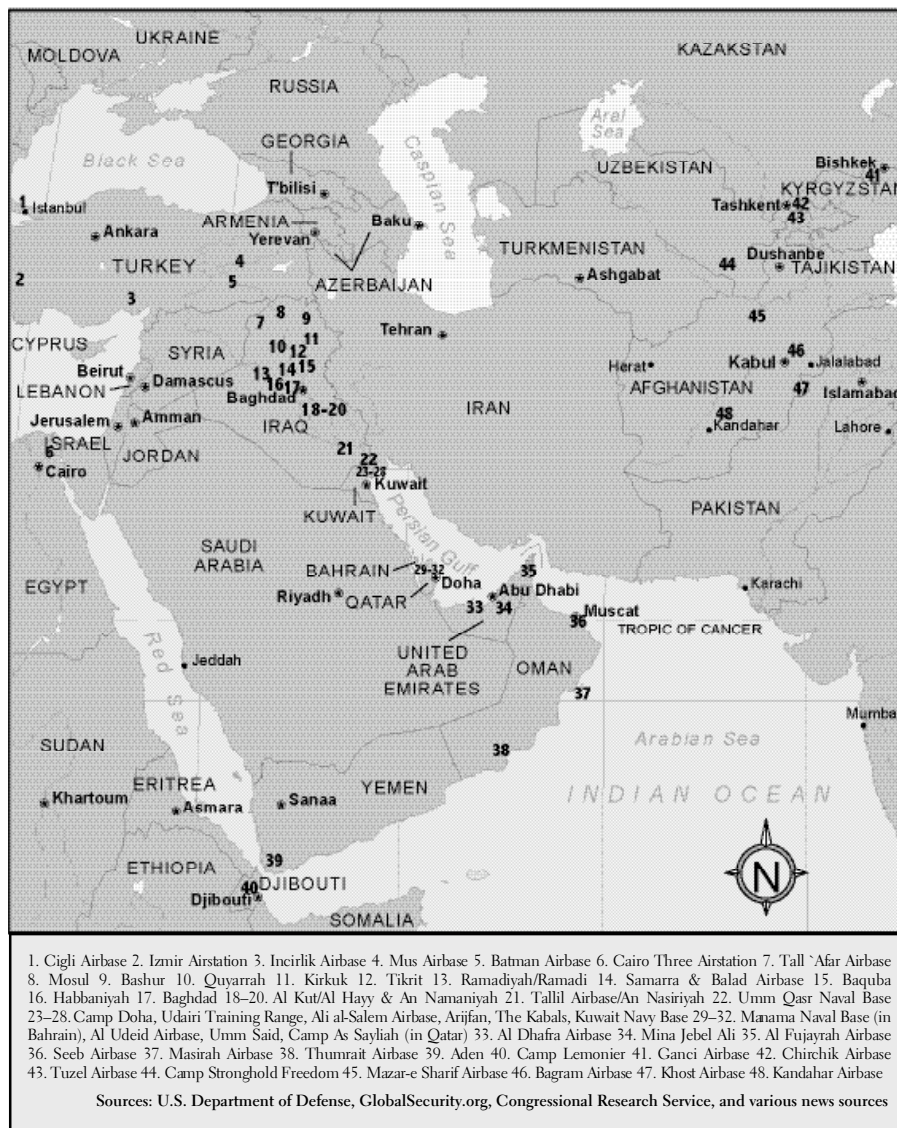 UKRAINE
MOLDOVA
KAZAKSTAN
RUSSIA
Aral
Sea
GEORGIA
Caspian Sea
Black Sea
UZBEKISTAN
Bishkek
41
T'bilisi
KYRGYZSTAN
1
Istanbul
Tashkent 42
43
ARMENIA
Baku
Ankara
Yerevan
TURKMENISTAN
Dushanbe
4
TURKEY
44
TAJIKISTAN
2
5
AZERBAIJAN
Ashgabat
3
8
7
9
45
Tehran
CYPRUS
11
10
12
SYRIA
46
Beirut
13
14
15
Herat
Kabul
Jalalabad
LEBANON
Damascus
16
17
AFGHANISTAN
47
Islamabad
Baghdad
IRAN
18-20
48
Jerusalem
Amman
IRAQ
Kandahar
Lahore
ISRAEL
6
JORDAN
21
22
Cairo
23-28
Kuwait
PAKISTAN
KUWAIT
Persian Gulf
SAUDI
ARABIA
BAHRAIN
29-32
35
EGYPT
Doha
Karachi
Riyadh
QATAR
Abu Dhabi
33
34
Muscat
36
TROPIC OF CANCER
Red Sea
UNITED
ARAB
EMIRATES
Jeddah
OMAN
37
Mumba
SUDAN
38
Arabian Sea
ERITREA
YEMEN
INDIAN OCEAN
Khartoum
Asmara
Sanaa
39
ETHIOPIA
40
DJIBOUTI
Djibouti
N
SOMALIA
1. Cigli Airbase 2. Izmir Airstation 3. Incirlik Airbase 4. Mus Airbase 5. Batman Airbase 6. Cairo Three Airstation 7. Tall `Afar Airbase
8. Mosul 9. Bashur 10. Quyarrah 11. Kirkuk 12. Tikrit 13. Ramadiyah/Ramadi 14. Samarra & Balad Airbase 15. Baquba
16. Habbaniyah 17. Baghdad 18–20. Al Kut/Al Hayy & An Namaniyah 21. Tallil Airbase/An Nasiriyah 22. Umm Qasr Naval Base
23–28. Camp Doha, Udairi Training Range, Ali al-Salem Airbase, Arijfan, The Kabals, Kuwait Navy Base 29–32. Manama Naval Base (in
Bahrain), Al Udeid Airbase, Umm Said, Camp As Sayliah (in Qatar) 33. Al Dhafra Airbase 34. Mina Jebel Ali 35. Al Fujayrah Airbase
36. Seeb Airbase 37. Masirah Airbase 38. Thumrait Airbase 39. Aden 40. Camp Lemonier 41. Ganci Airbase 42. Chirchik Airbase
43. Tuzel Airbase 44. Camp Stronghold Freedom 45. Mazar-e Sharif Airbase 46. Bagram Airbase 47. Khost Airbase 48. Kandahar Airbase
Sources: U.S. Department of Defense, GlobalSecurity.org, Congressional Research Service, and various news sources